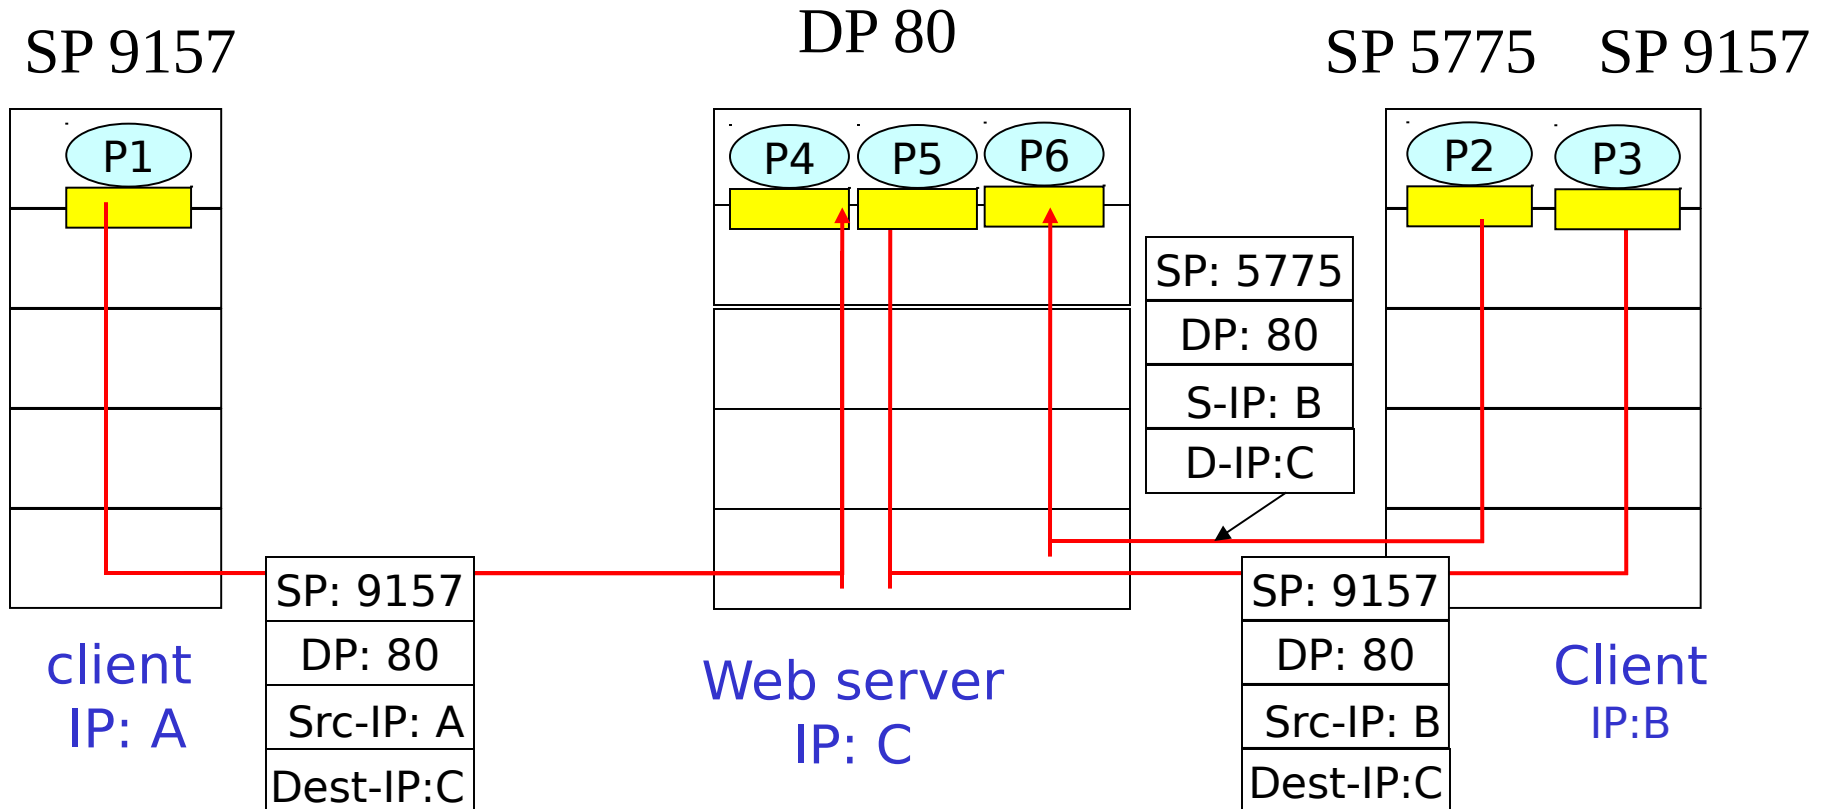 SP 9157
DP 80
SP 5775
SP 9157
P1
P4
P5
P6
P2
P3
SP: 5775
DP: 80
S-IP: B
D-IP:C
SP: 9157
DP: 80
Src-IP: A
Dest-IP:C
SP: 9157
DP: 80
Src-IP: B
Dest-IP:C
client
IP: A
Web server
IP: C
Client
IP:B